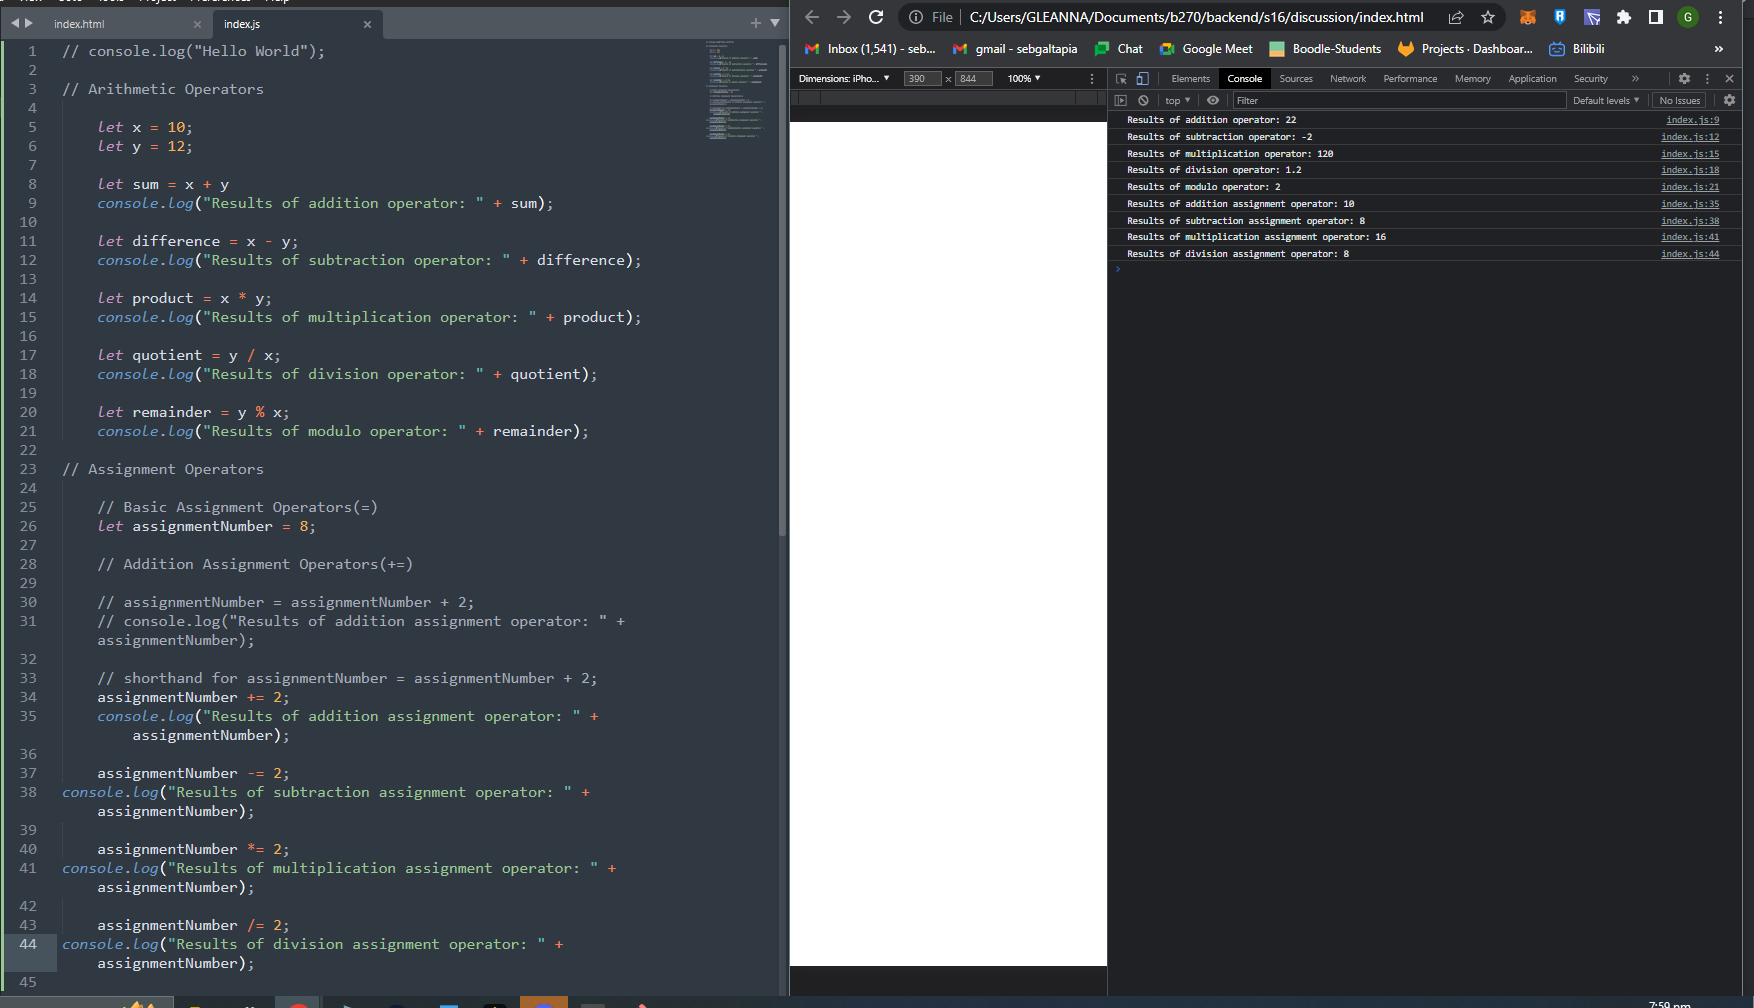 index.html
index.js
1 // console.log("Hello World");
2
3 // Arithmetic Operators
4
5 let x = 10;
6 let y = 12;
7
8 let sum = x + y
9 console.log("Results of addition operator: " + sum);
10
11 let difference = x - y;
12 console.log("Results of subtraction operator: " + difference);
13
14 let product = x * y;
15 console.log("Results of multiplication operator: " + product);
16
17 let quotient = y / x;
18 console.log("Results of division operator: " + quotient);
19
20 let remainder = y % x;
21 console.log("Results of modulo operator: " + remainder);
22
23 // Assignment Operators
24
25 // Basic Assignment Operators(=)
26 let assignmentNumber = 8;
27
28 // Addition Assignment Operators(+=)
29
30 // assignmentNumber = assignmentNumber + 2;
31 // console.log("Results of addition assignment operator: " +
assignmentNumber);
32
33 // shorthand for assignmentNumber = assignmentNumber + 2;
34 assignmentNumber += 2;
35 console.log("Results of addition assignment operator: " +
assignmentNumber);
36
37 assignmentNumber -= 2;
38 console.log("Results of subtraction assignment operator: " +
assignmentNumber);
39
40 assignmentNumber *= 2;
41 console.log("Results of multiplication assignment operator: " +
assignmentNumber);
42
43 assignmentNumber /= 2;
44 console.log("Results of division assignment operator: " +
assignmentNumber);
45
File C:/Users/GLEANNA/Documents/b270/backend/s16/discussion/index.html G
Inbox (1,541) - seb... gmail - sebgaltapia Chat Google Meet Boodle-Students Projects · Dashboar... Bilibili »
Dimensions: iPho... 390 × 844 100%
Elements Console Sources Network Performance Memory Application Security »
top Filter Default levels No Issues
Results of addition operator: 22 index.js:9
Results of subtraction operator: -2 index.js:12
Results of multiplication operator: 120 index.js:15
Results of division operator: 1.2 index.js:18
Results of modulo operator: 2 index.js:21
Results of addition assignment operator: 10 index.js:35
Results of subtraction assignment operator: 8 index.js:38
Results of multiplication assignment operator: 16 index.js:41
Results of division assignment operator: 8 index.js:44
7:59 pm